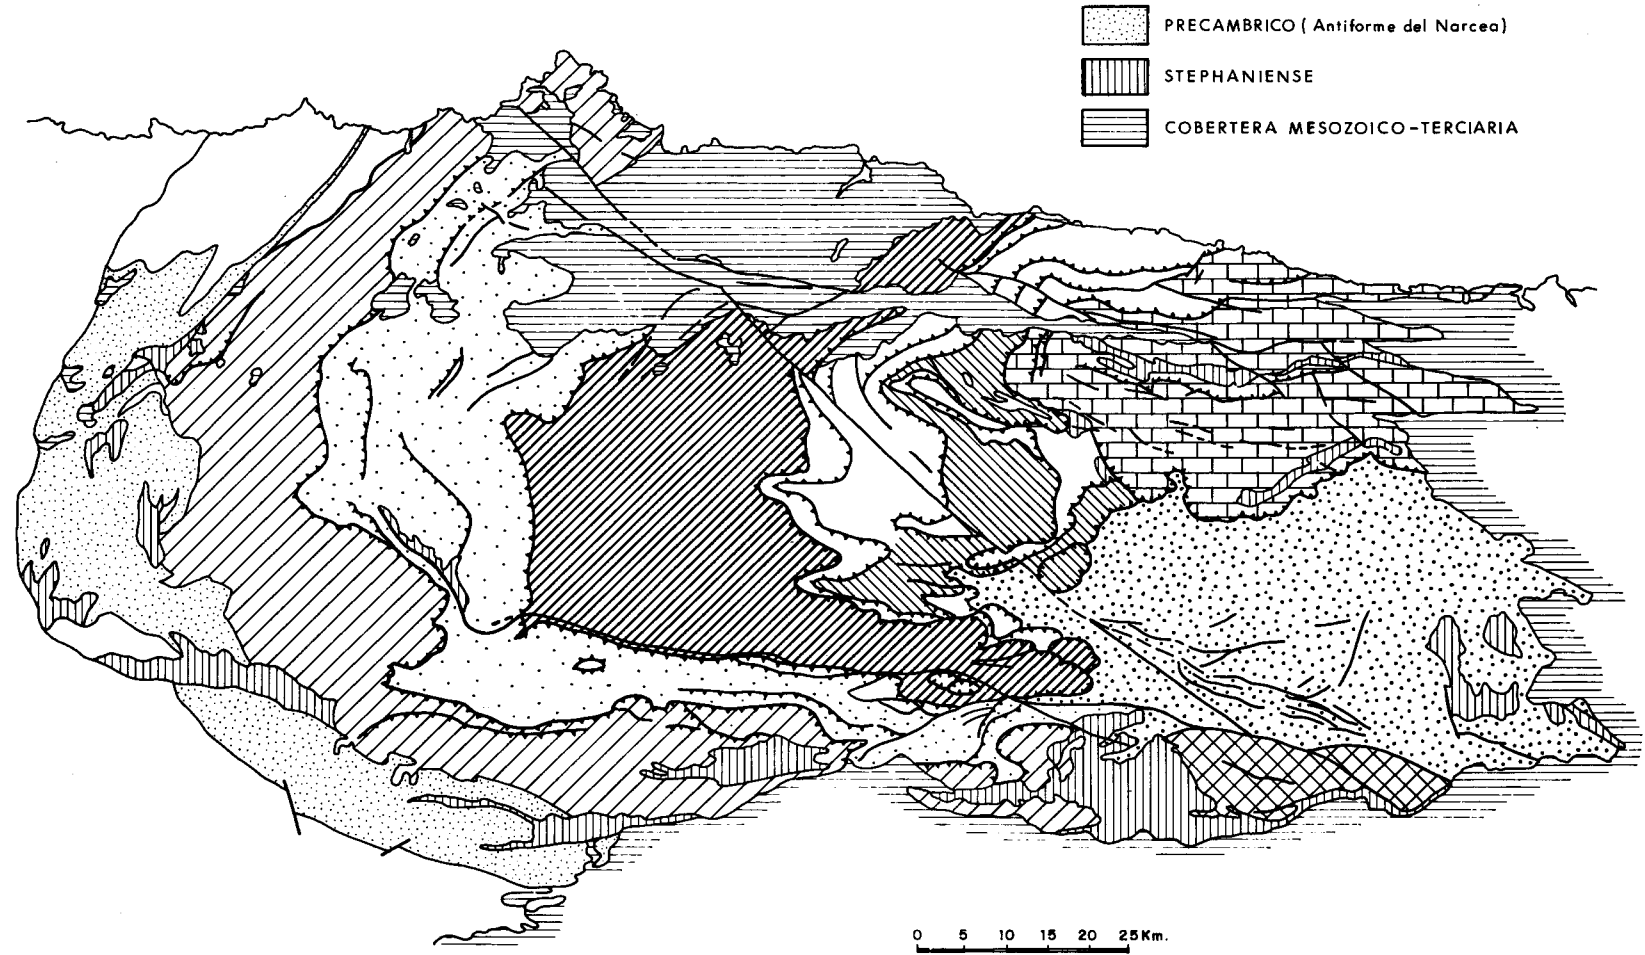 PRECAMBRICO ( Antiforme del Narcea)
STEPHANIENSE
COBERTERA MESOZOICO-TERCIARIA
0 5 10 15 20 25Km.